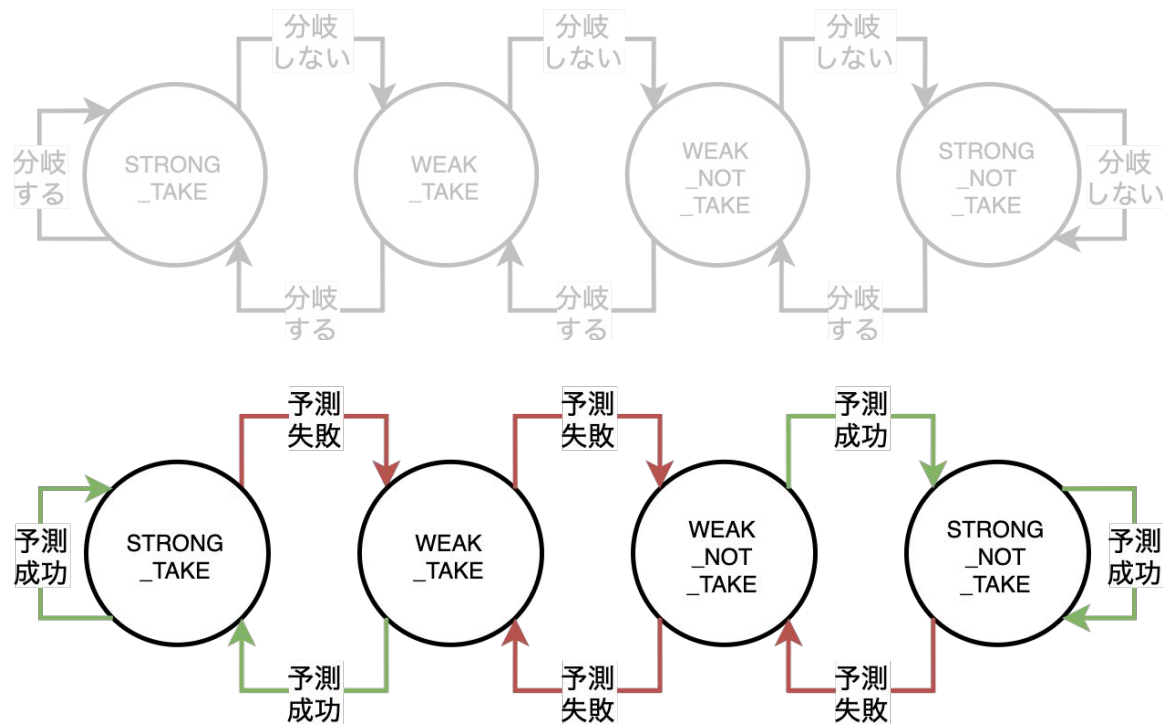 分岐
しない
分岐
しない
分岐
しない
分岐
する
STRONG
_TAKE
WEAK
_TAKE
WEAK
_NOT
_TAKE
STRONG
_NOT
_TAKE
分岐
しない
分岐
する
分岐
する
分岐
する
予測
失敗
予測
失敗
予測
成功
予測
成功
STRONG
_TAKE
WEAK
_TAKE
WEAK
_NOT
_TAKE
STRONG
_NOT
_TAKE
予測
成功
予測
成功
予測
失敗
予測
失敗